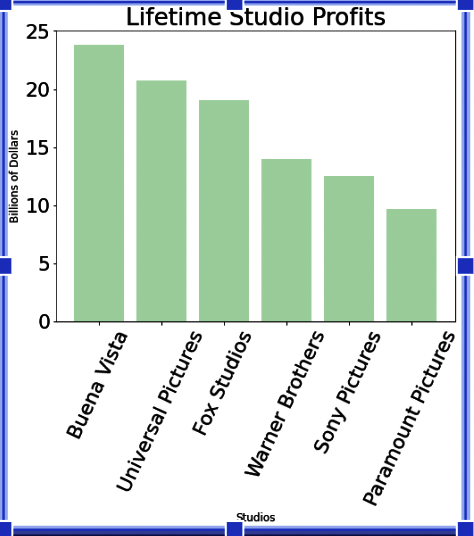 Lifetime Studio Profits
25
20
15
10
5
0
Billions of Dollars
Buena Vista
Universal Pictures
Fox Studios
Warner Brothers
Sony Pictures
Paramount Pictures
Studios